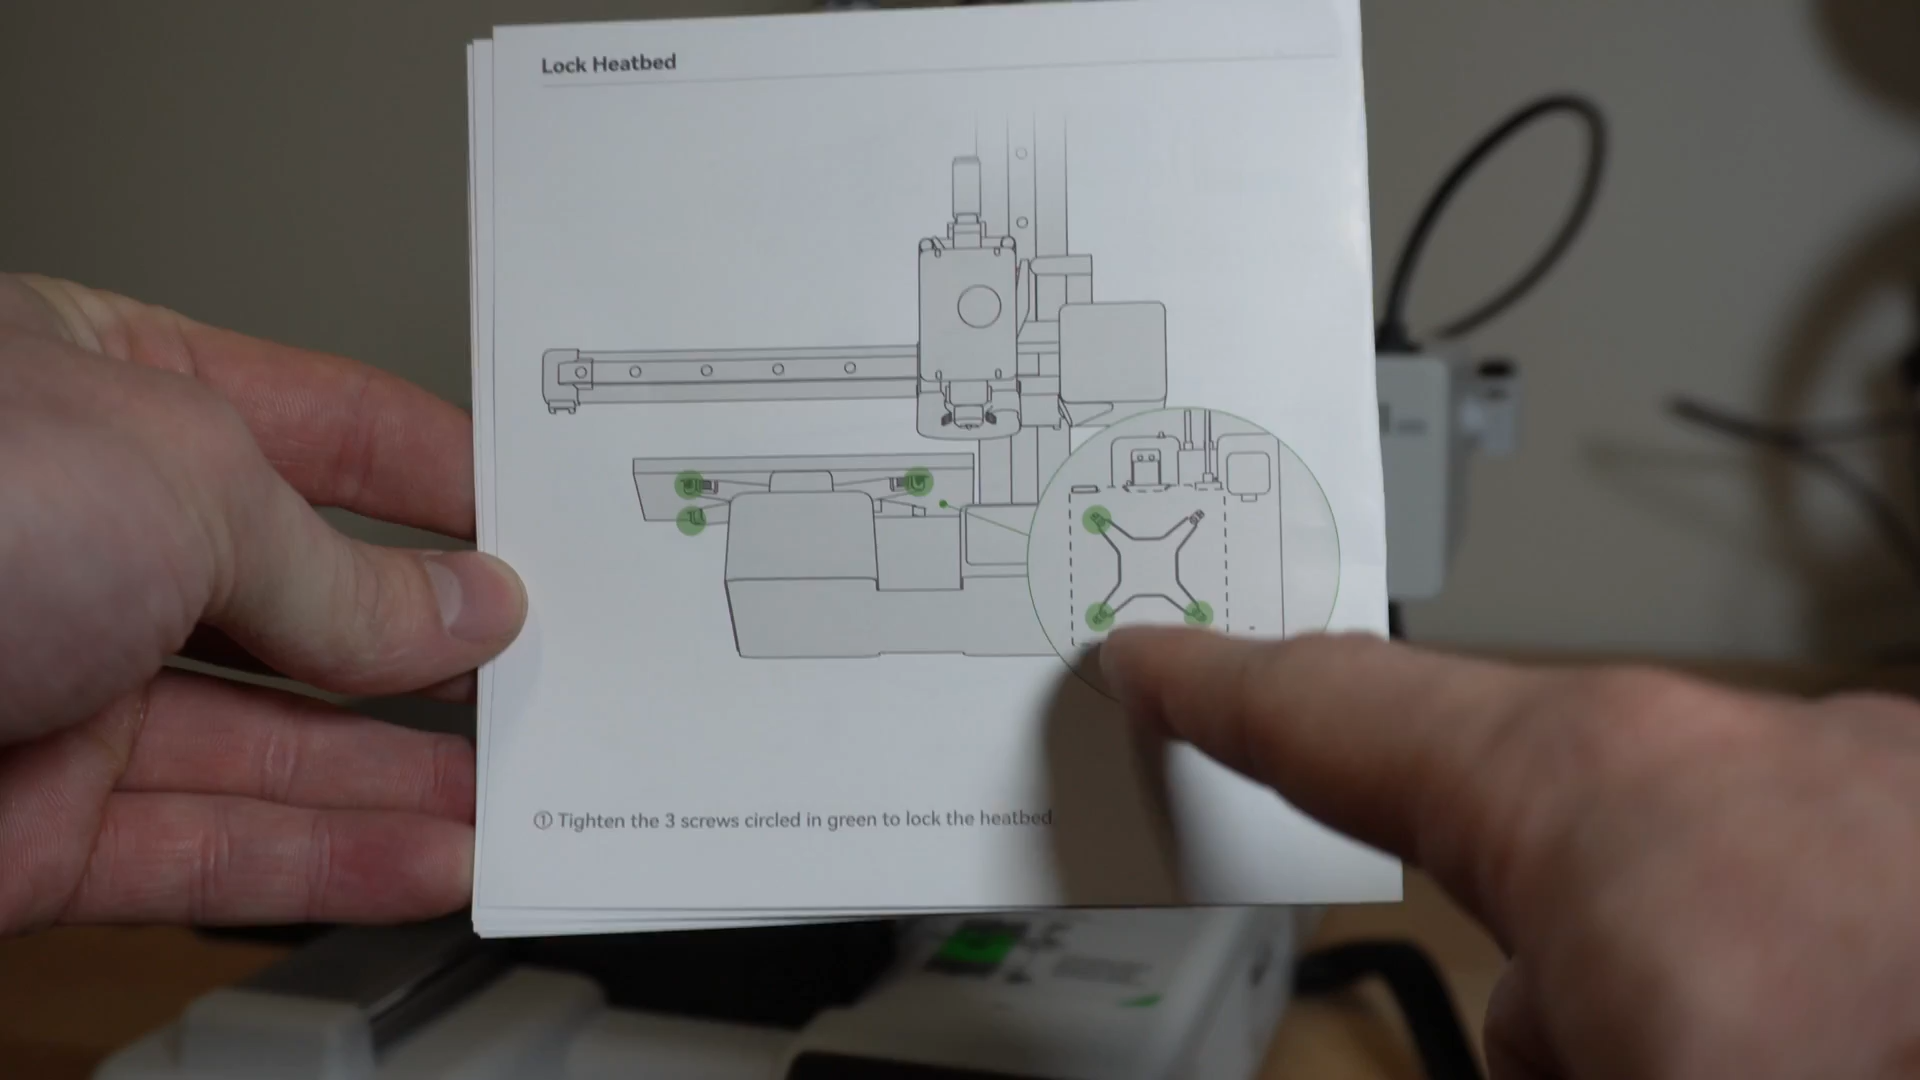 Lock Heatbed
① Tighten the 3 screws circled in green to lock the heatbed